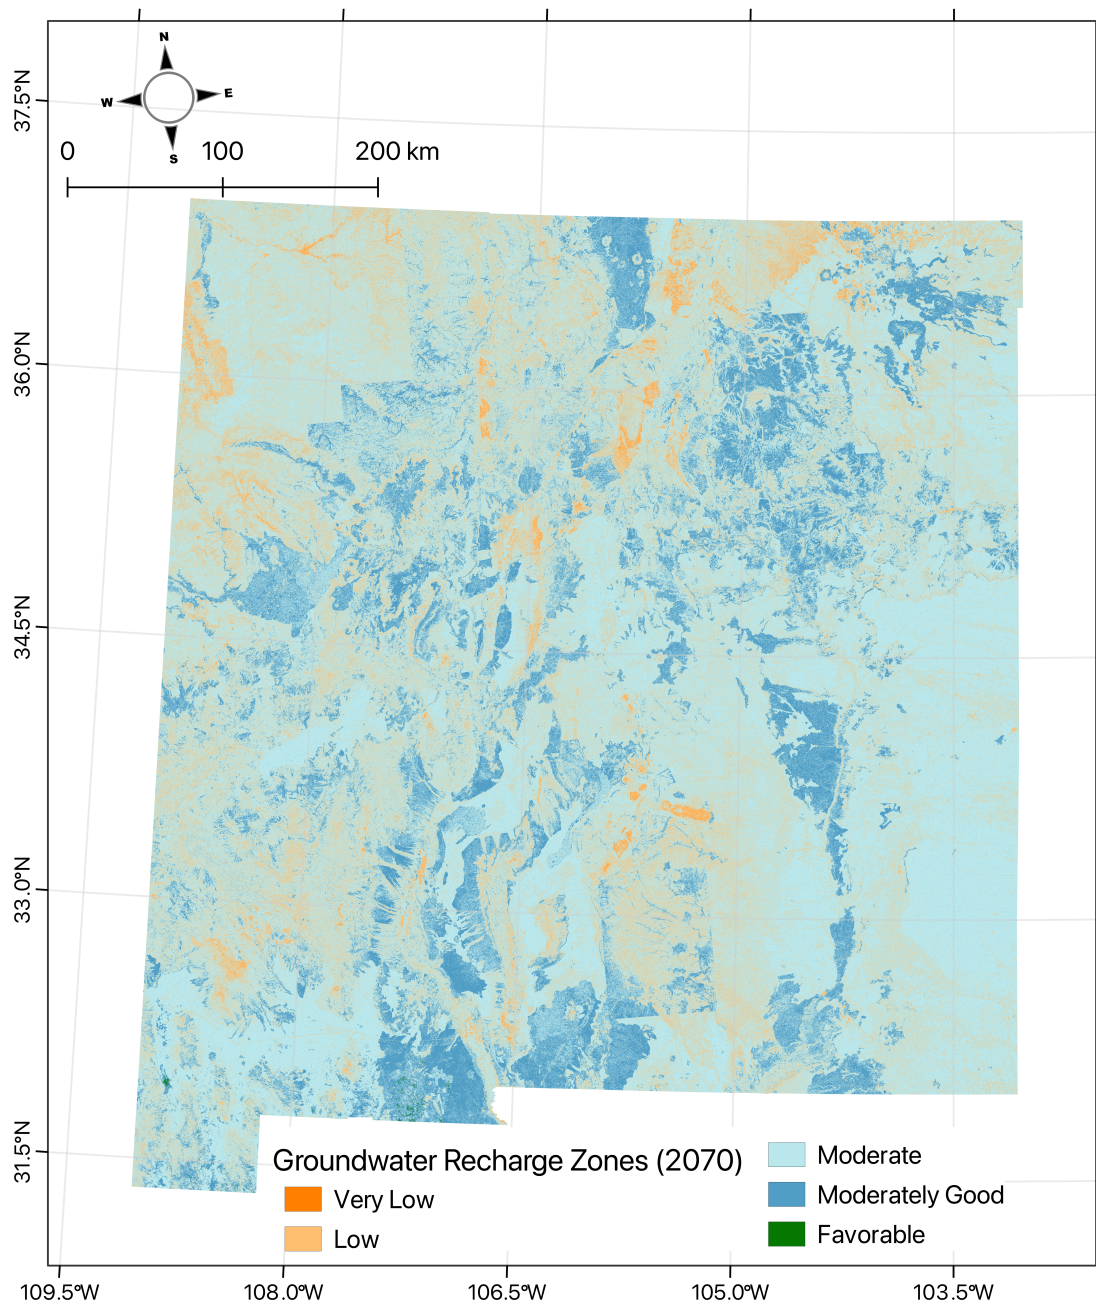 N
W E
S
0 100 200 km
37.5°N
36.0°N
34.5°N
33.0°N
31.5°N
Groundwater Recharge Zones (2070)
Very Low
Low
Moderate
Moderately Good
Favorable
109.5°W 108.0°W 106.5°W 105.0°W 103.5°W